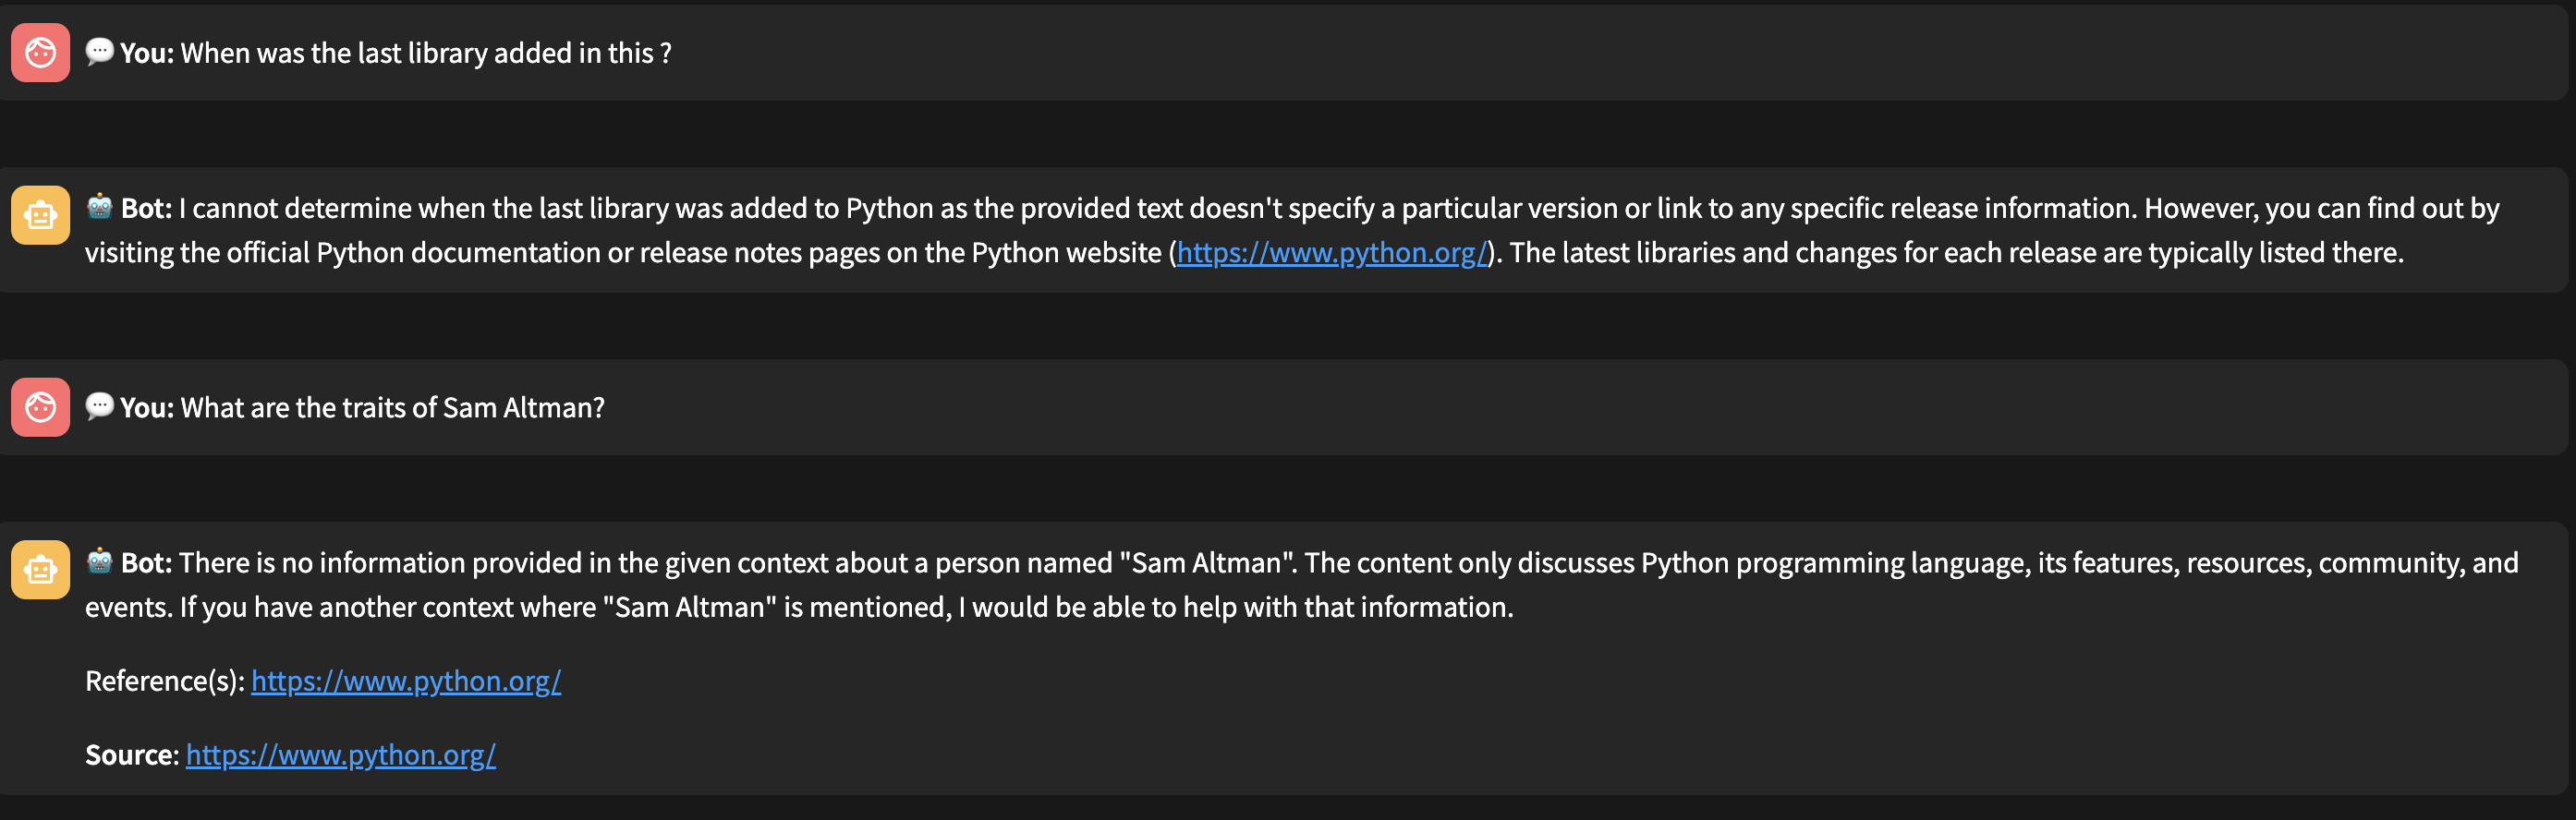 💬 You: When was the last library added in this ?
🤖 Bot: I cannot determine when the last library was added to Python as the provided text doesn't specify a particular version or link to any specific release information. However, you can find out by
visiting the official Python documentation or release notes pages on the Python website (https://www.python.org/). The latest libraries and changes for each release are typically listed there.
💬 You: What are the traits of Sam Altman?
🤖 Bot: There is no information provided in the given context about a person named "Sam Altman". The content only discusses Python programming language, its features, resources, community, and
events. If you have another context where "Sam Altman" is mentioned, I would be able to help with that information.
Reference(s): https://www.python.org/
Source: https://www.python.org/